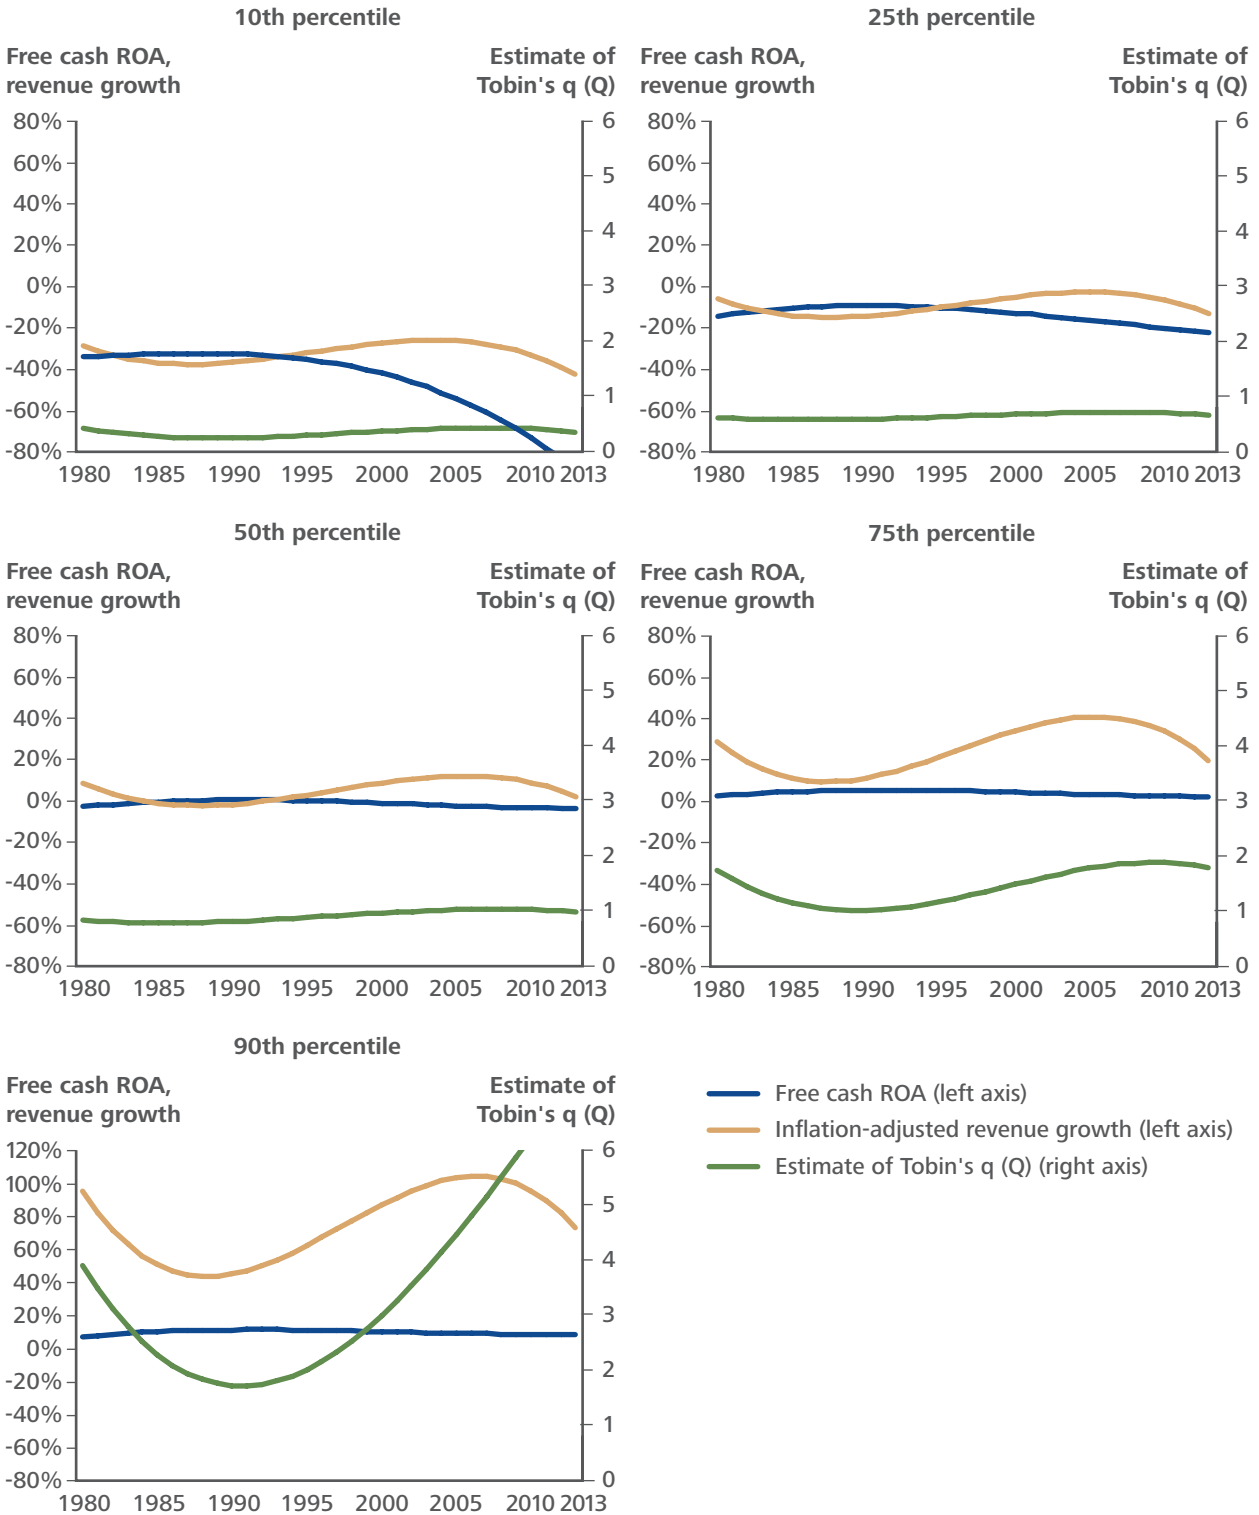 10th percentile
Free cash ROA,
revenue growth
Estimate of
Tobin's q (Q)
80%
60%
40%
20%
0%
-20%
-40%
-60%
-80%
6
5
4
3
2
1
0
1980 1985 1990 1995 2000 2005 2010 2013
25th percentile
Free cash ROA,
revenue growth
Estimate of
Tobin's q (Q)
80%
60%
40%
20%
0%
-20%
-40%
-60%
-80%
6
5
4
3
2
1
0
1980 1985 1990 1995 2000 2005 2010 2013
50th percentile
Free cash ROA,
revenue growth
Estimate of
Tobin's q (Q)
80%
60%
40%
20%
0%
-20%
-40%
-60%
-80%
6
5
4
3
2
1
0
1980 1985 1990 1995 2000 2005 2010 2013
75th percentile
Free cash ROA,
revenue growth
Estimate of
Tobin's q (Q)
80%
60%
40%
20%
0%
-20%
-40%
-60%
-80%
6
5
4
3
2
1
0
1980 1985 1990 1995 2000 2005 2010 2013
90th percentile
Free cash ROA,
revenue growth
Estimate of
Tobin's q (Q)
120%
100%
80%
60%
40%
20%
0%
-20%
-40%
-60%
-80%
6
5
4
3
2
1
0
1980 1985 1990 1995 2000 2005 2010 2013
Free cash ROA (left axis)
Inflation-adjusted revenue growth (left axis)
Estimate of Tobin's q (Q) (right axis)